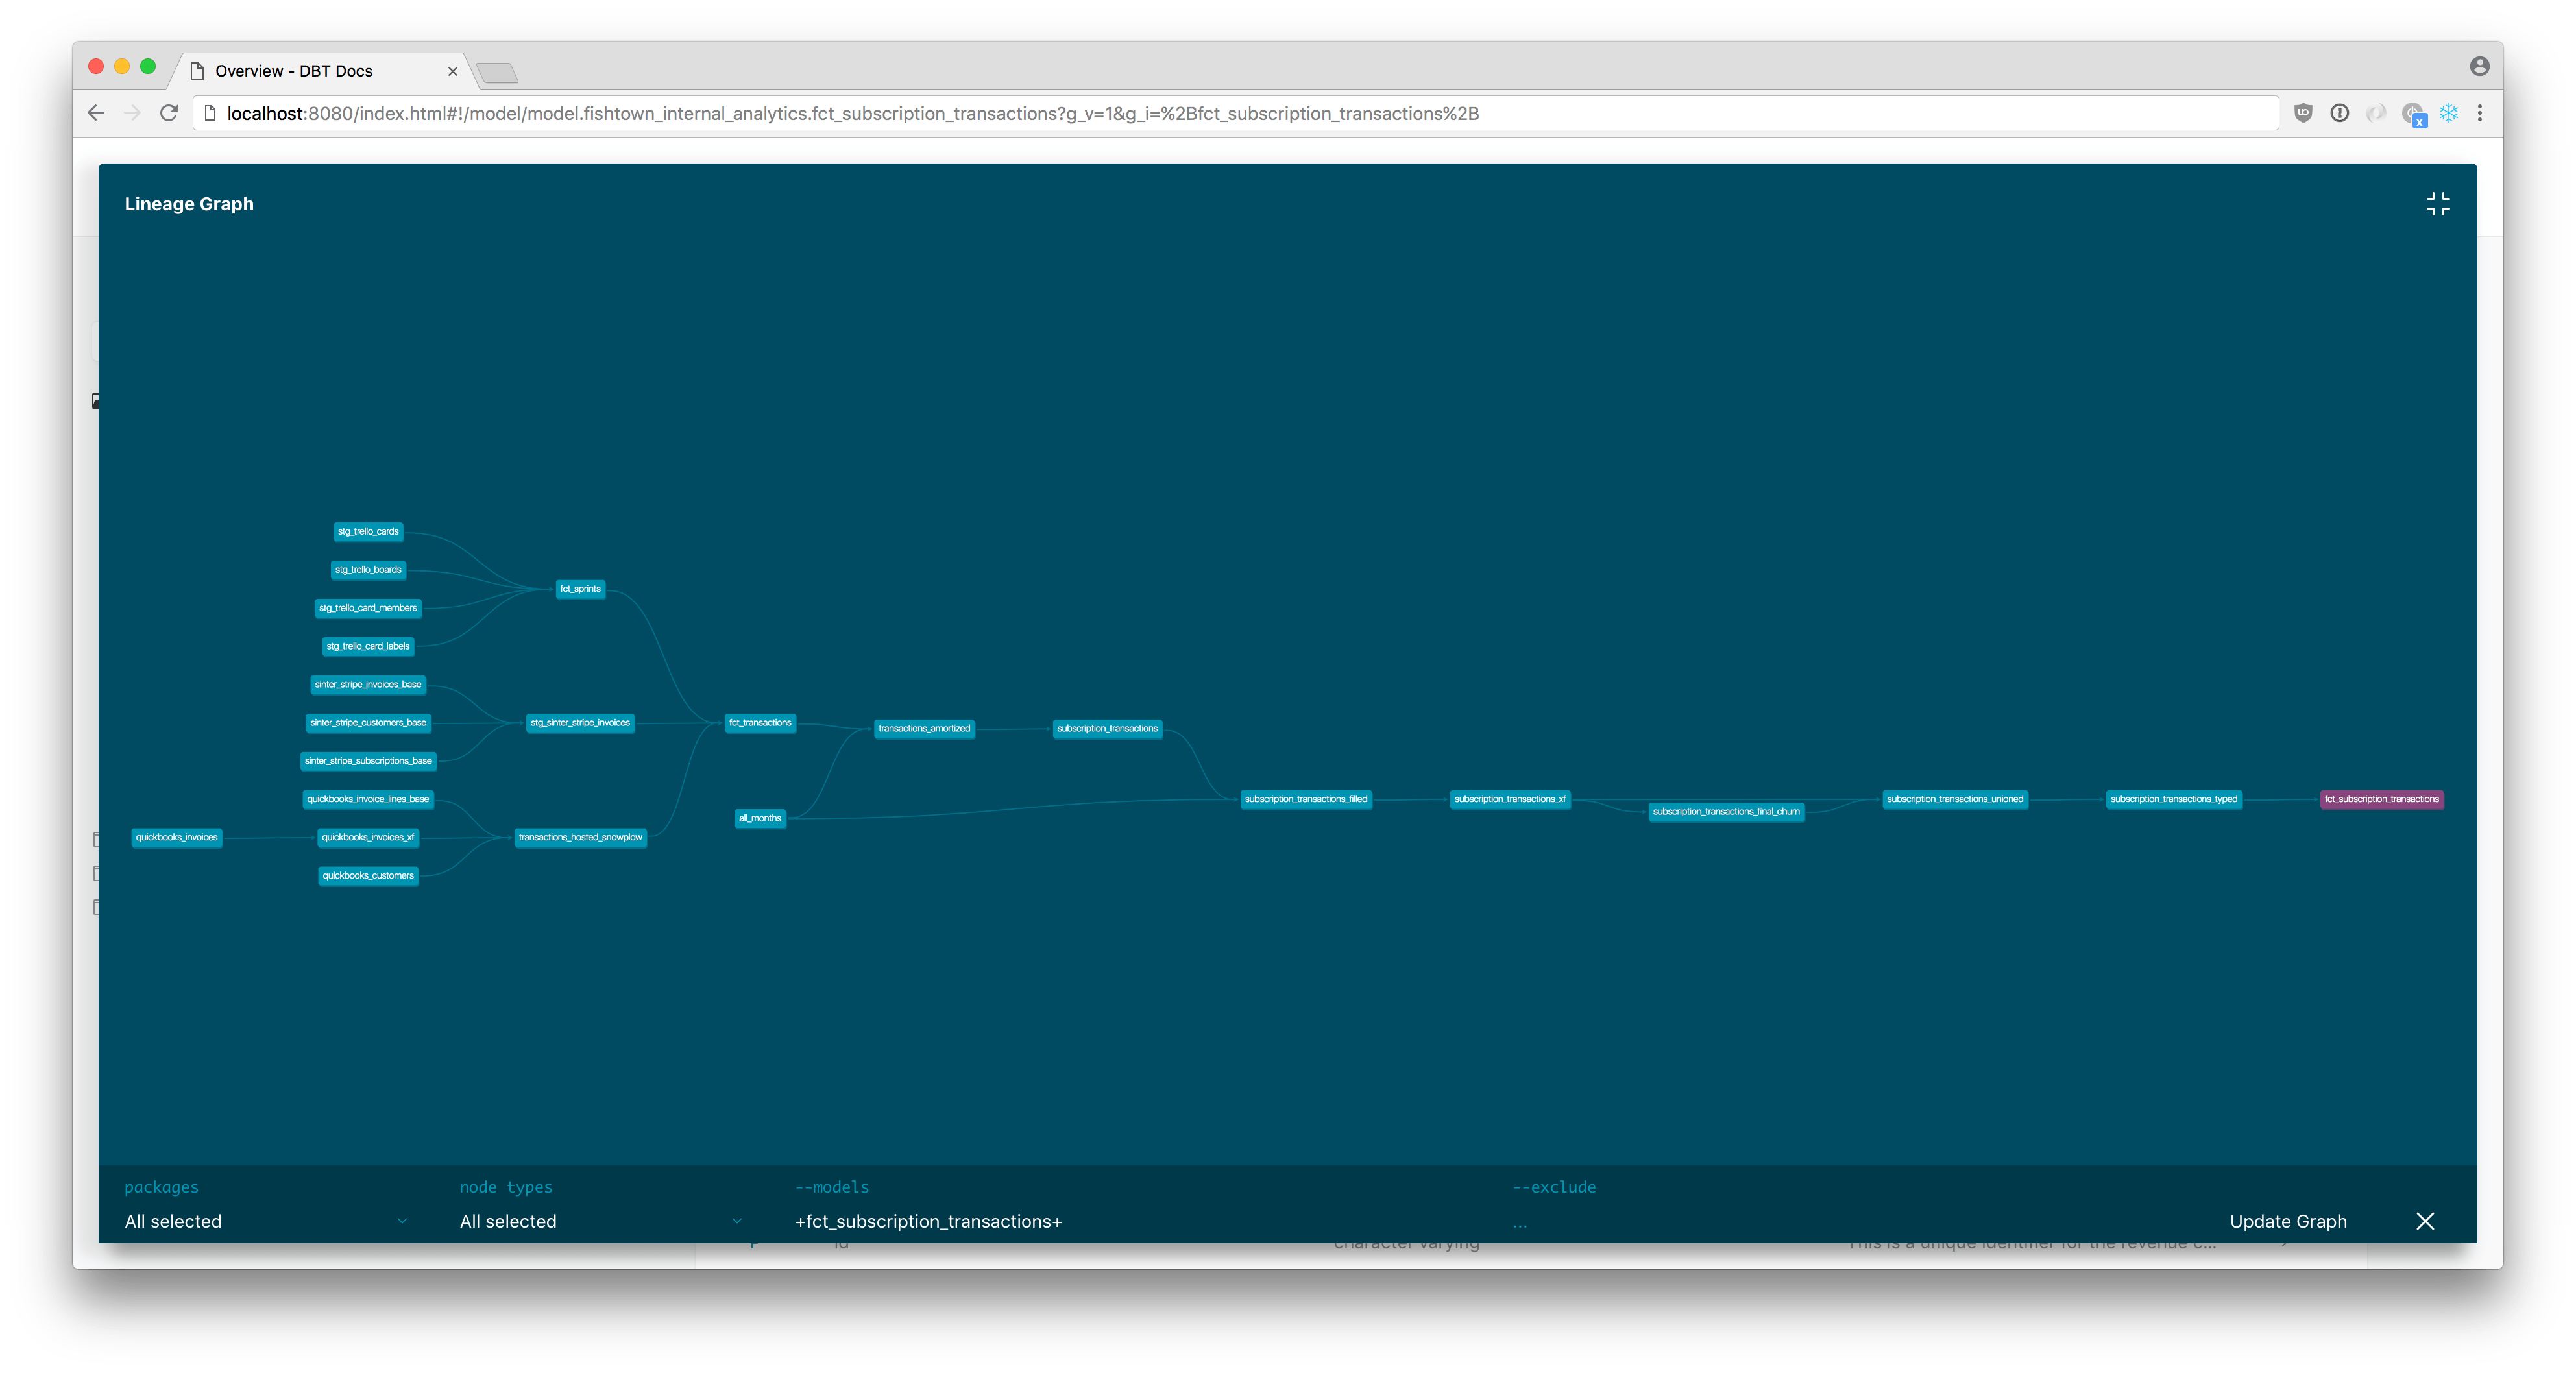 Overview - DBT Docs
localhost:8080/index.html#!/model/model.fishtown_internal_analytics.fct_subscription_transactions?g_v=1&g_i=%2Bfct_subscription_transactions%2B
Lineage Graph
stg_trello_cards
stg_trello_boards
fct_sprints
stg_trello_card_members
stg_trello_card_labels
sinter_stripe_invoices_base
sinter_stripe_customers_base
stg_sinter_stripe_invoices
fct_transactions
transactions_amortized
subscription_transactions
sinter_stripe_subscriptions_base
quickbooks_invoice_lines_base
subscription_transactions_filled
subscription_transactions_xf
subscription_transactions_unioned
subscription_transactions_typed
fct_subscription_transactions
subscription_transactions_final_churn
all_months
quickbooks_invoices
quickbooks_invoices_xf
transactions_hosted_snowplow
quickbooks_customers
packages
node types
--models
--exclude
All selected
All selected
+fct_subscription_transactions+
...
Update Graph
id
character varying
This is a unique identifier for the revenue c...